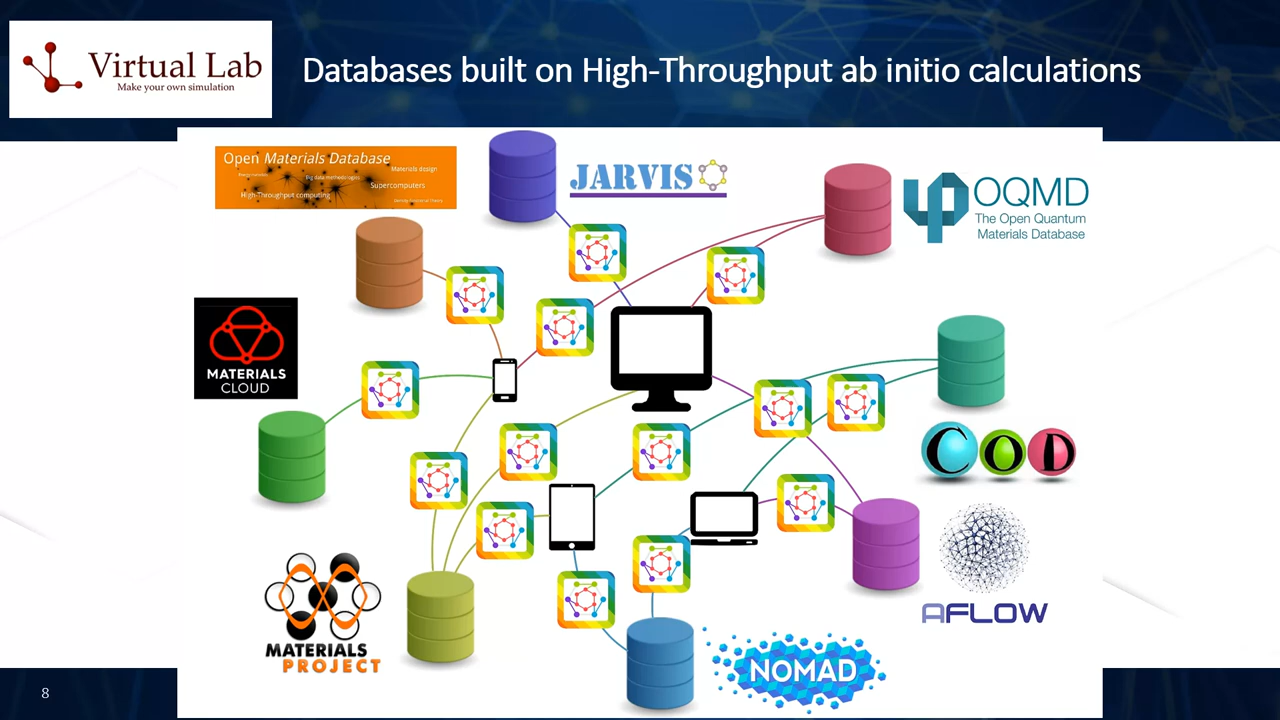 Virtual Lab
Make your own simulation
Databases built on High-Throughput ab initio calculations
Open Materials Database
Materials design
Big data methodologies
Supercomputers
High-Throughput computing
JARVIS
OQMD
The Open Quantum
Materials Database
MATERIALS
CLOUD
COD
AFLOW
MATERIALS
PROJECT
NOMAD
8